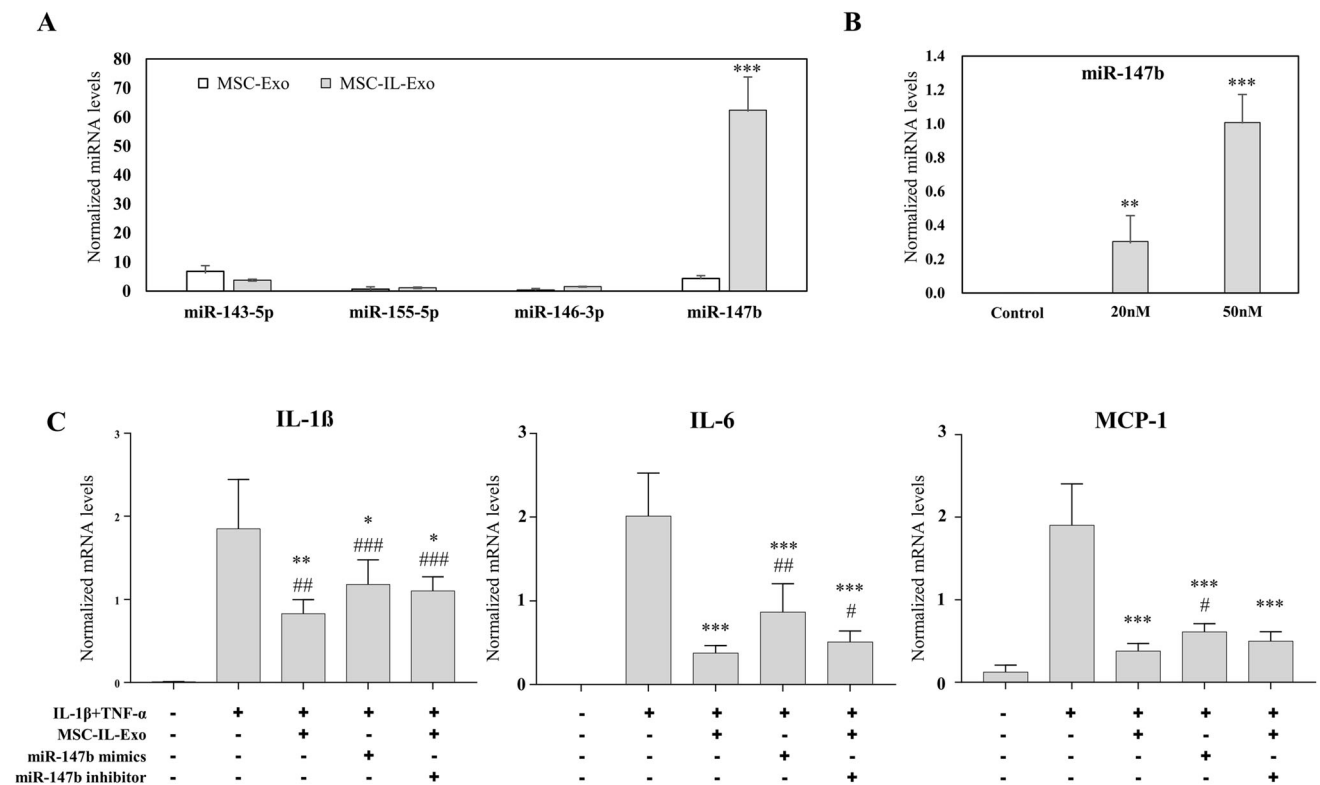 A
Normalized miRNA levels
80
70
60
50
40
30
20
10
0
MSC-Exo
MSC-IL-Exo
***
miR-143-5p
miR-155-5p
miR-146-3p
miR-147b
B
Normalized miRNA levels
1.4
1.2
1.0
0.8
0.6
0.4
0.2
0.0
miR-147b
**
***
Control
20nM
50nM
C
IL-1ß
Normalized mRNA levels
3
2
1
0
**
##
*
###
*
###
IL-6
Normalized mRNA levels
3
2
1
0
***
***
##
***
#
MCP-1
Normalized mRNA levels
3
2
1
0
***
***
#
***
IL-1β+TNF-α - + + + + - + + + + - + + + +
MSC-IL-Exo - - + - + - - + - + - - + - +
miR-147b mimics - - - + - - - - + - - - - + -
miR-147b inhibitor - - - - + - - - - + - - - - +